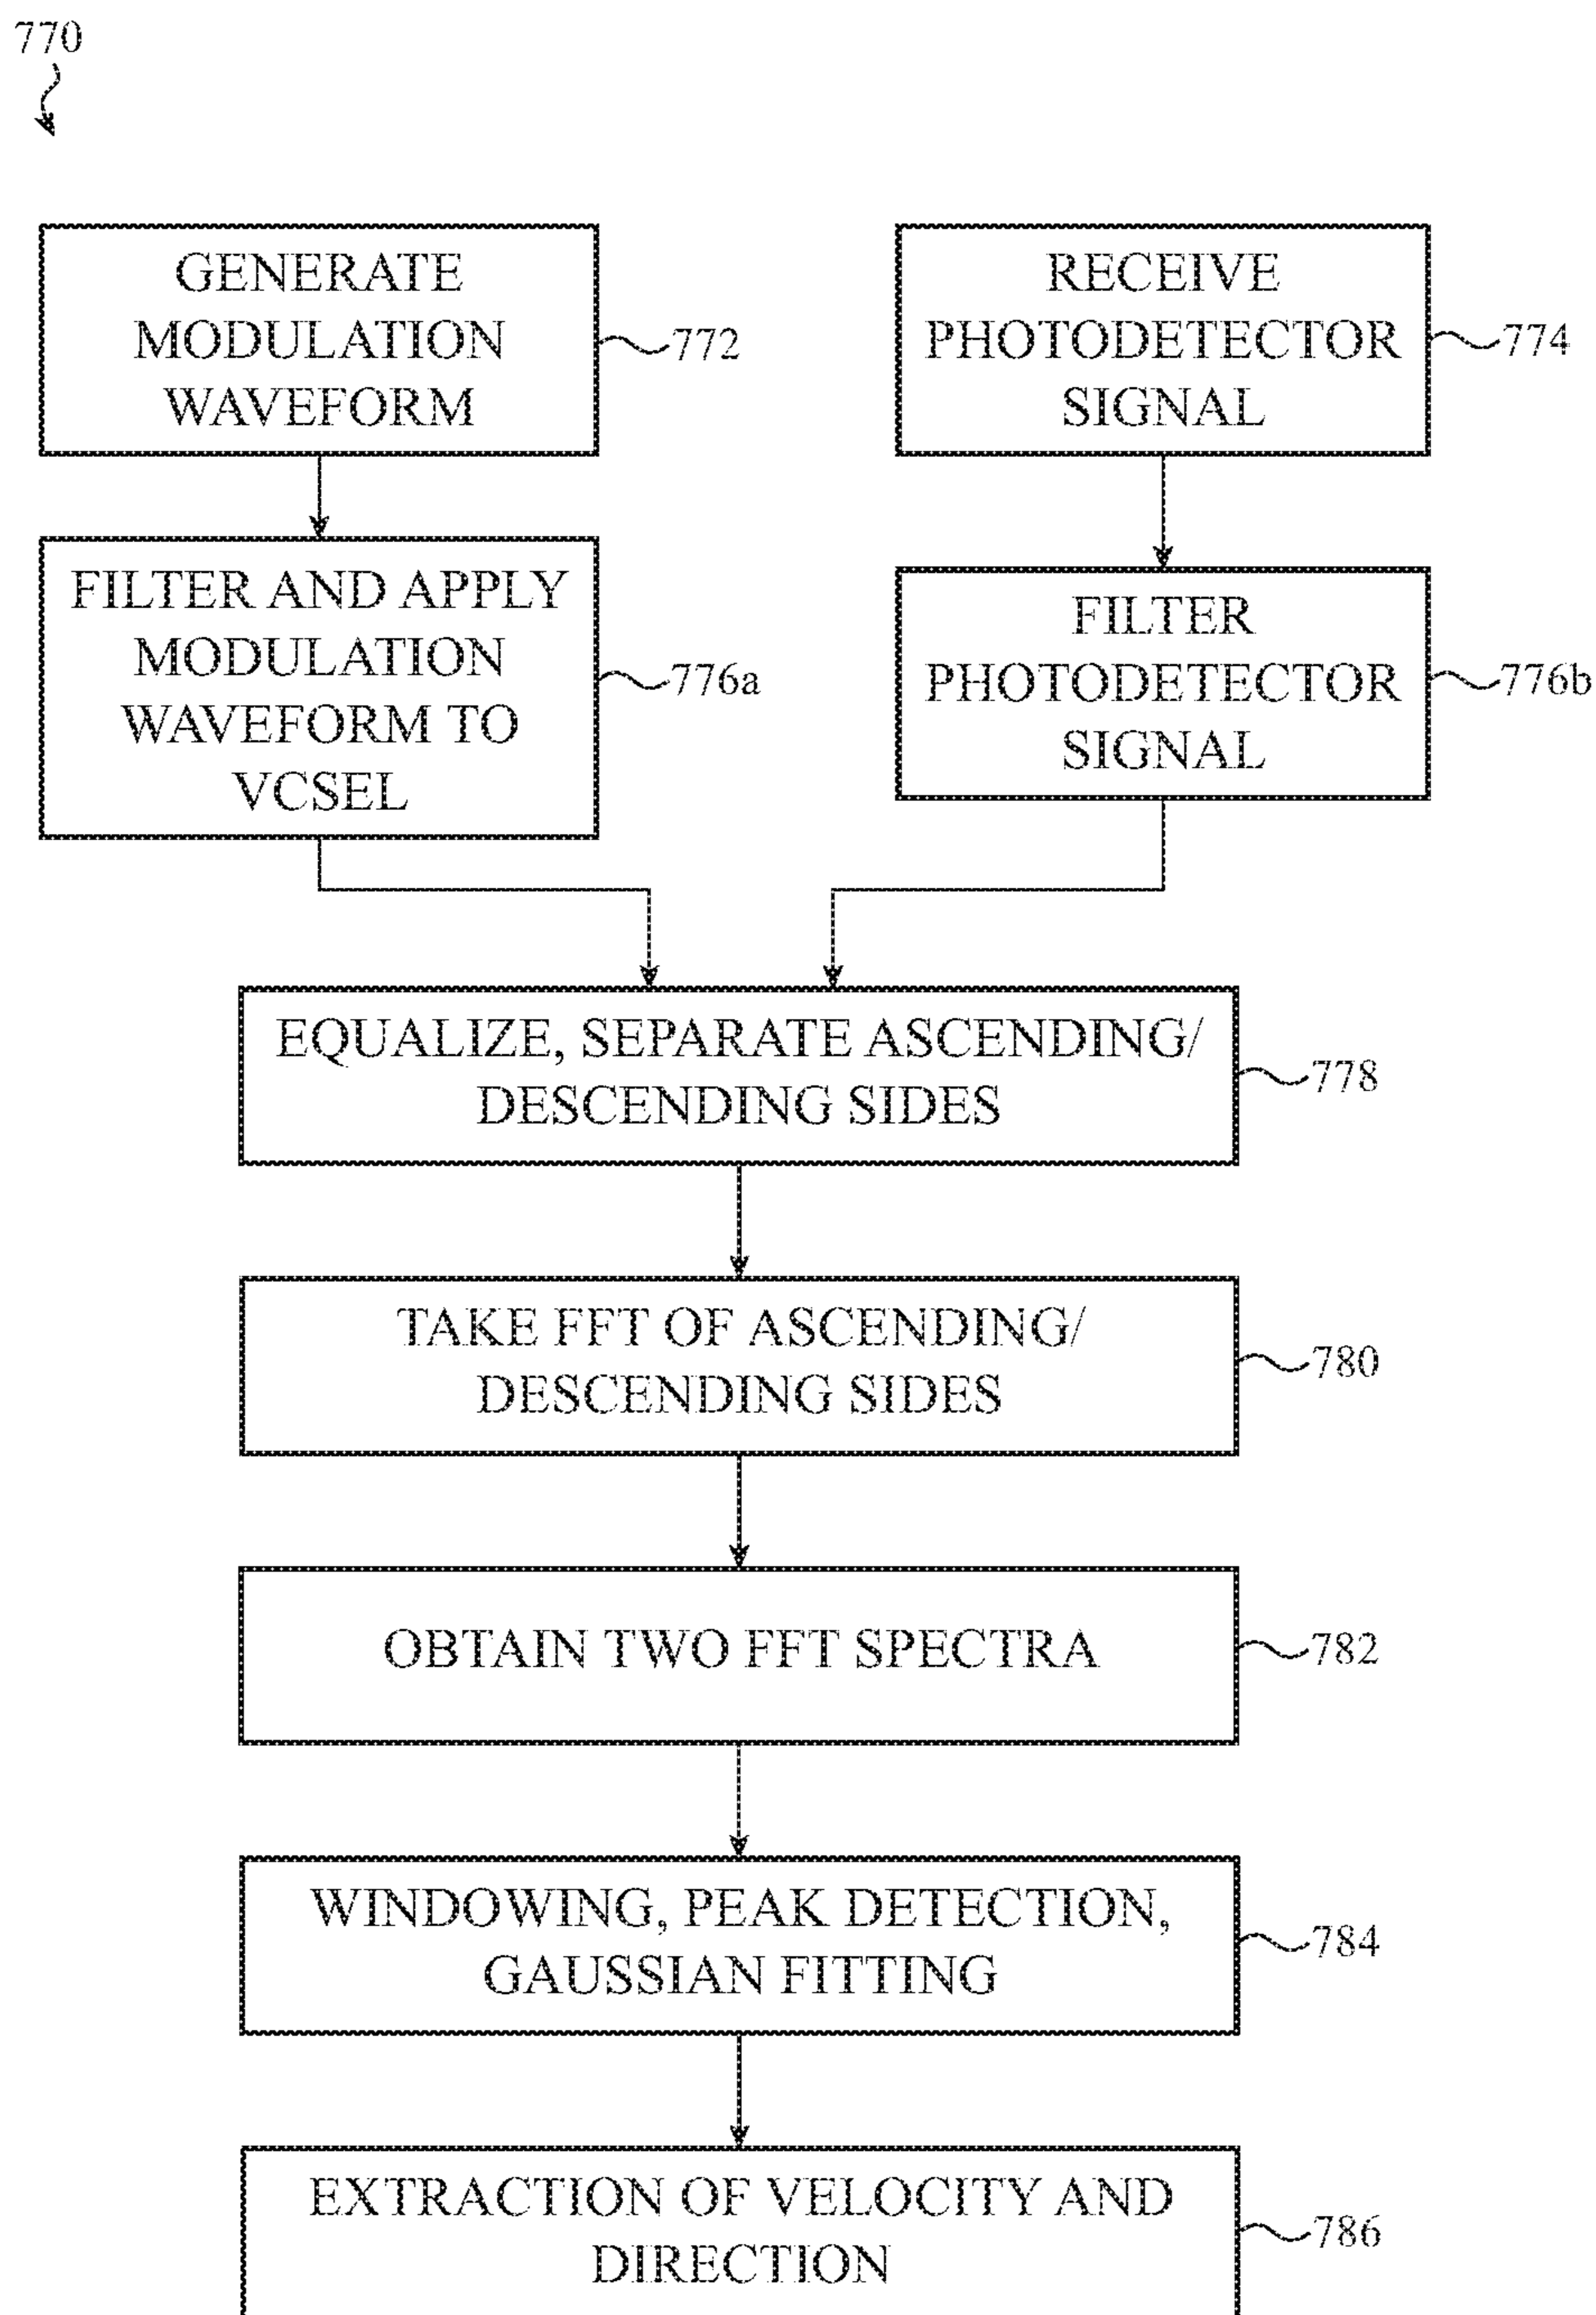 770
GENERATE
MODULATION
WAVEFORM
772
RECEIVE
PHOTODETECTOR
SIGNAL
774
FILTER AND APPLY
MODULATION
WAVEFORM TO
VCSEL
776a
FILTER
PHOTODETECTOR
SIGNAL
776b
EQUALIZE, SEPARATE ASCENDING/
DESCENDING SIDES
778
TAKE FFT OF ASCENDING/
DESCENDING SIDES
780
OBTAIN TWO FFT SPECTRA
782
WINDOWING, PEAK DETECTION,
GAUSSIAN FITTING
784
EXTRACTION OF VELOCITY AND
DIRECTION
786